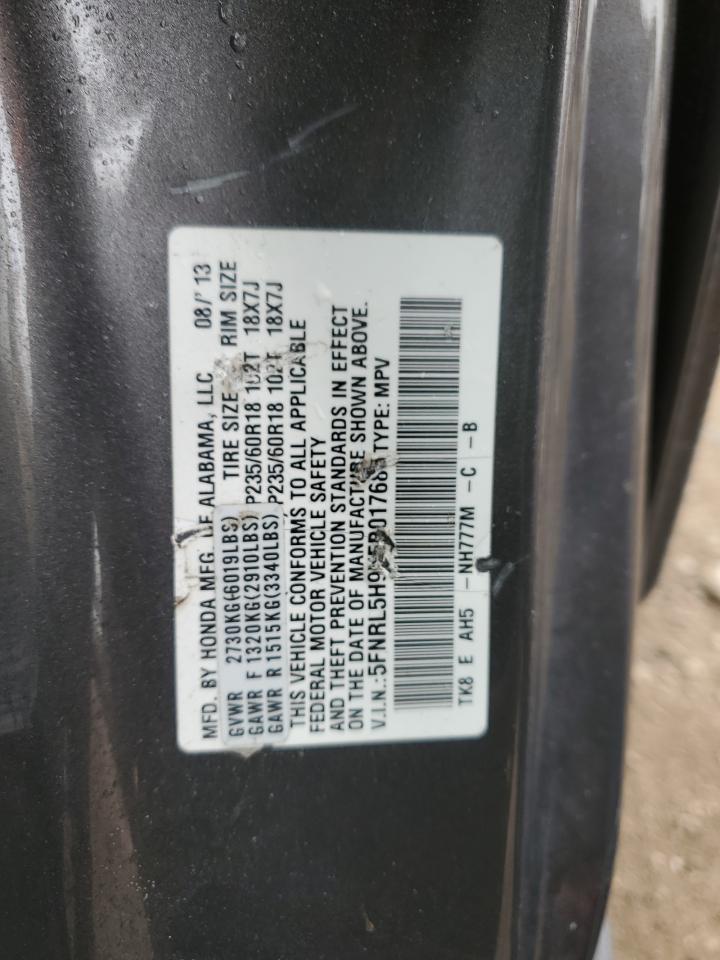 MFD. BY HONDA MFG. OF ALABAMA, LLC 08/'13
GVWR 2730KG(6019LBS) TIRE SIZE RIM SIZE
GAWR F 1320KG(2910LBS) P235/60R18 102T 18X7J
GAWR R 1515KG(3340LBS) P235/60R18 102T 18X7J
THIS VEHICLE CONFORMS TO ALL APPLICABLE
FEDERAL MOTOR VEHICLE SAFETY
AND THEFT PREVENTION STANDARDS IN EFFECT
ON THE DATE OF MANUFACTURE SHOWN ABOVE.
V.I.N.: TYPE: MPV
TK8 E AH5 -NH777M -C -B